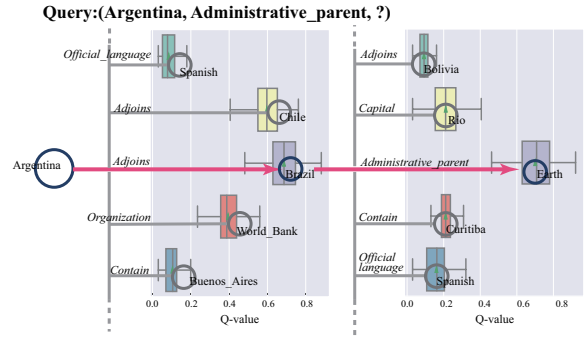 Query:(Argentina, Administrative_parent, ?)
Official_language
Spanish
Adjoins
Chile
Argentina
Adjoins
Brazil
Organization
World_Bank
Contain
Buenos_Aires
0.0 0.2 0.4 0.6 0.8
Q-value
Adjoins
Bolivia
Capital
Rio
Administrative_parent
Earth
Contain
Curitiba
Official
language
Spanish
0.0 0.2 0.4 0.6 0.8
Q-value